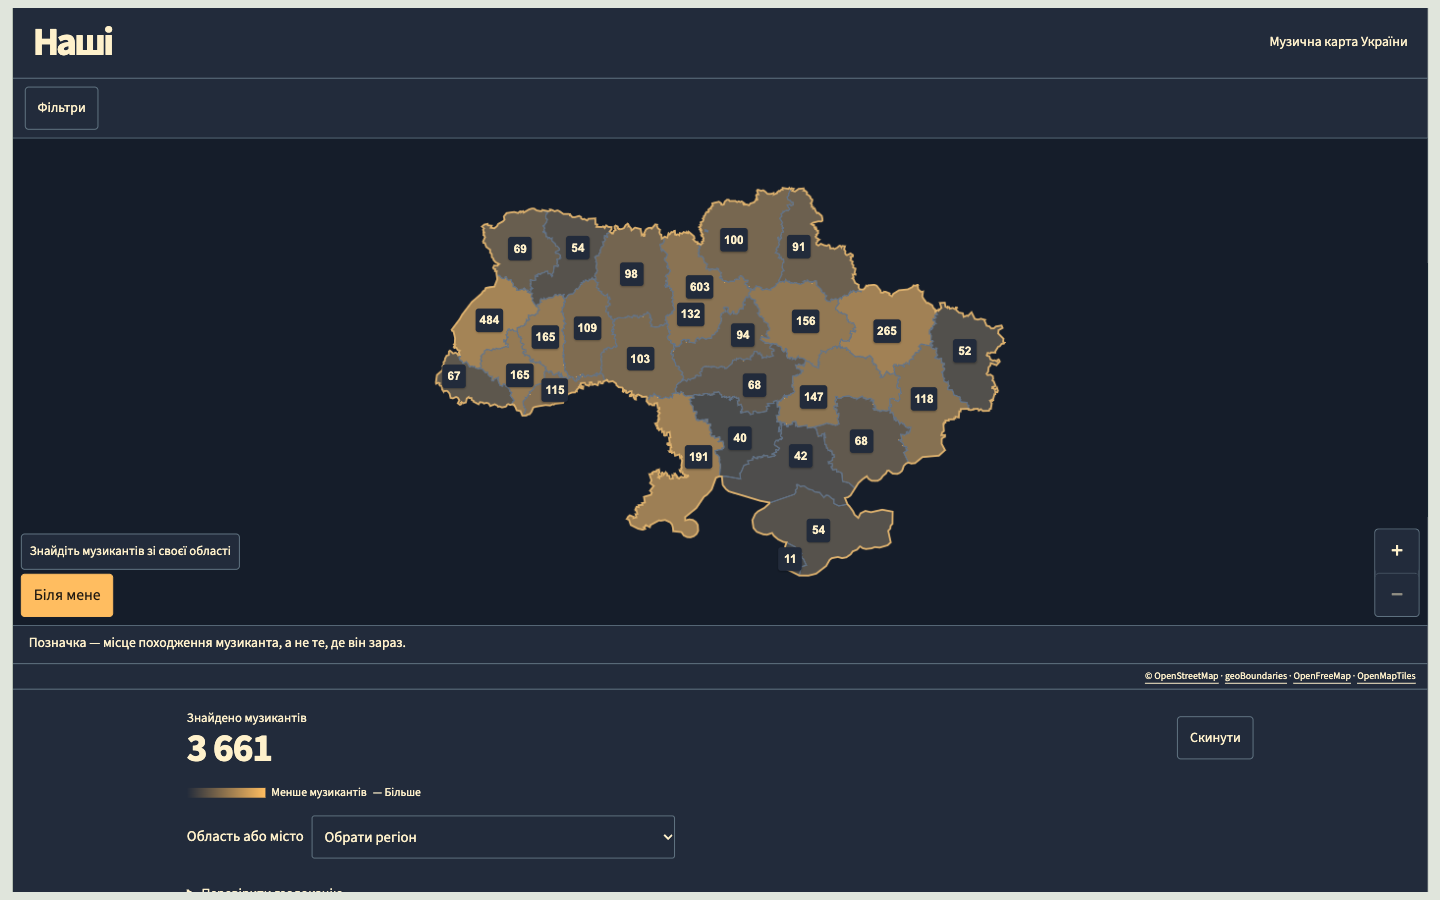 Наші
Музична карта України
Фільтри
100
91
69
54
98
603
132
484
156
265
109
94
165
52
103
165
67
68
115
147
118
40
68
191
42
54
11
Знайдіть музикантів зі своєї області
Біля мене
+
−
Позначка — місце походження музиканта, а не те, де він зараз.
© OpenStreetMap · geoBoundaries · OpenFreeMap · OpenMapTiles
Знайдено музикантів
3 661
Скинути
Менше музикантів — Більше
Область або місто
Обрати регіон